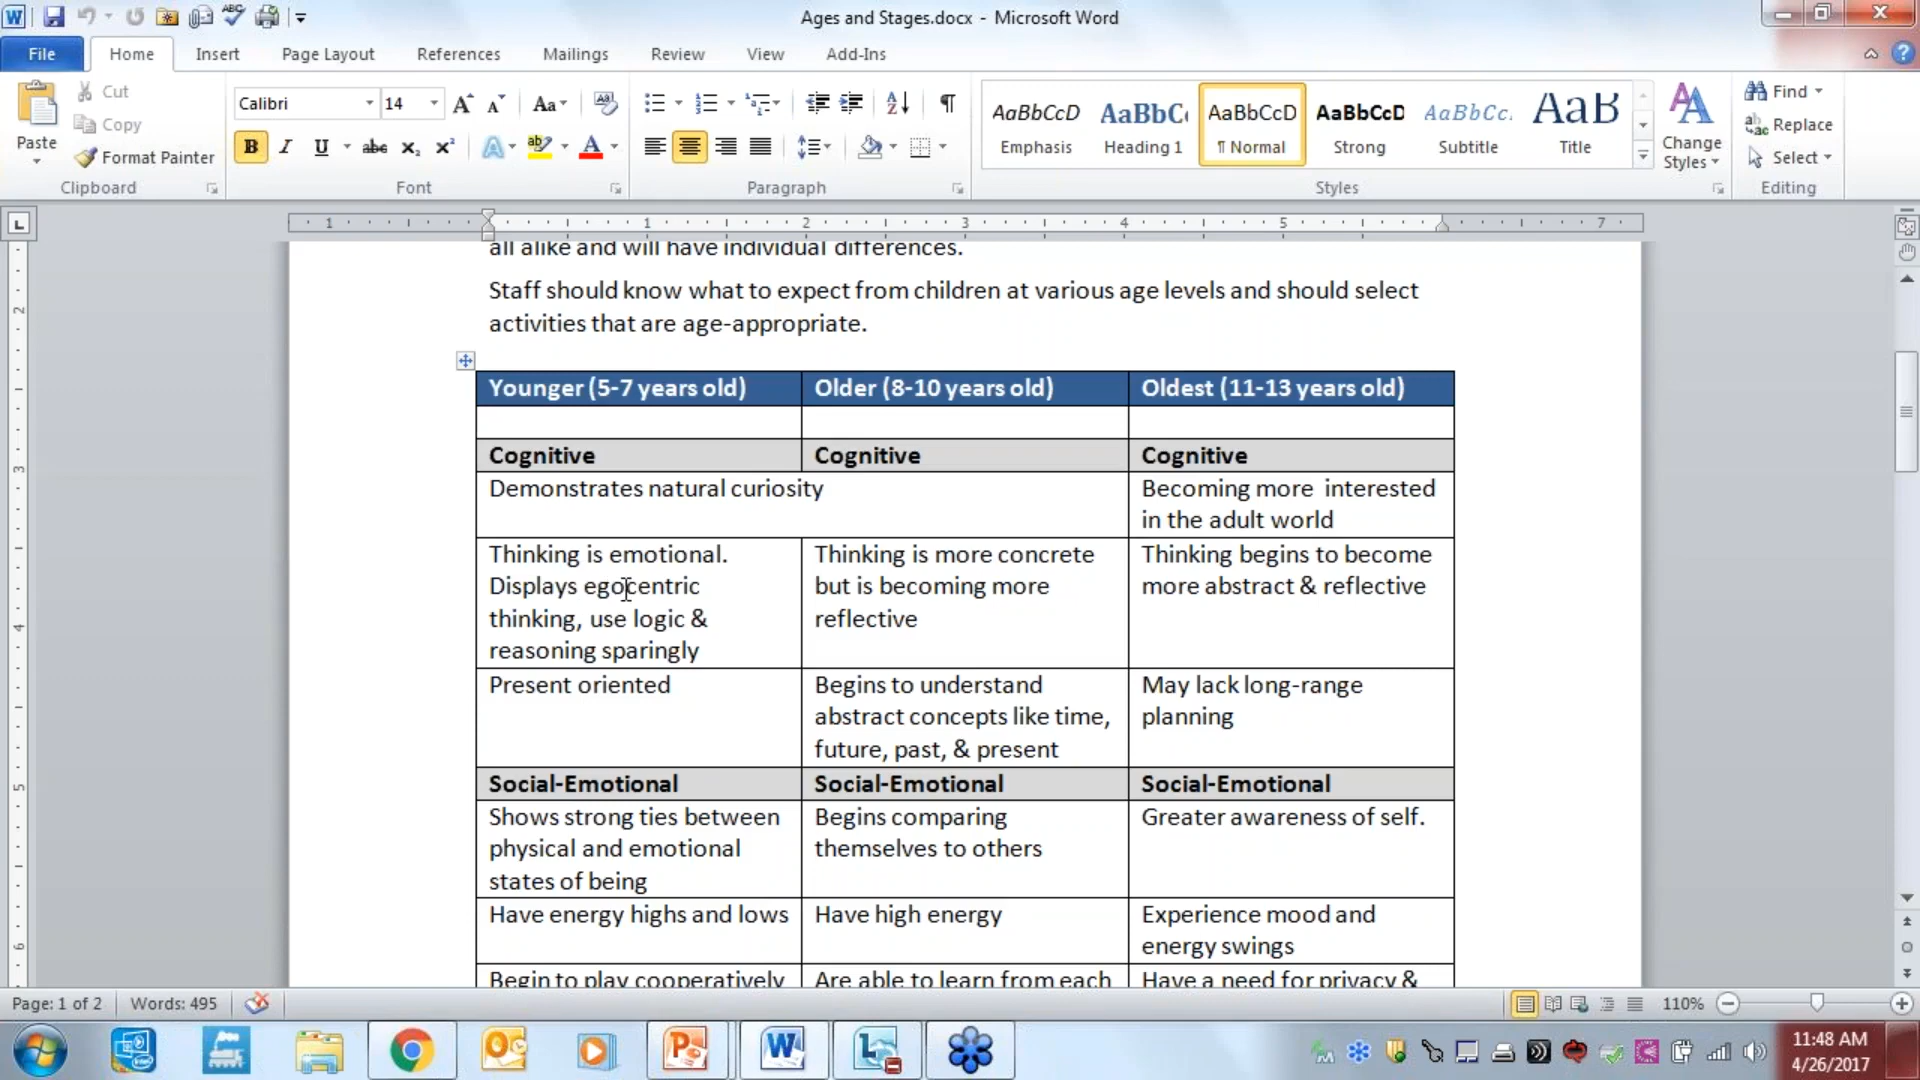 Ages and Stages.docx - Microsoft Word
File Home Insert Page Layout References Mailings Review View Add-Ins
Paste
Cut
Copy
Format Painter
Clipboard
Calibri 14
Font
Paragraph
AaBbCcD AaBbC AaBbCcD AaBbCcD AaBbCc. AaB
Emphasis Heading 1 ¶ Normal Strong Subtitle Title
Change Styles
Styles
Find
Replace
Select
Editing
1 1 2 3 4 5 7
all alike and will have individual differences.
Staff should know what to expect from children at various age levels and should select
activities that are age-appropriate.
Younger (5-7 years old) Older (8-10 years old) Oldest (11-13 years old)
Cognitive Cognitive Cognitive
Demonstrates natural curiosity
Becoming more interested
in the adult world
Thinking is emotional.
Displays egocentric
thinking, use logic &
reasoning sparingly
Thinking is more concrete
but is becoming more
reflective
Thinking begins to become
more abstract & reflective
Present oriented
Begins to understand
abstract concepts like time,
future, past, & present
May lack long-range
planning
Social-Emotional Social-Emotional Social-Emotional
Shows strong ties between
physical and emotional
states of being
Begins comparing
themselves to others
Greater awareness of self.
Have energy highs and lows
Have high energy
Experience mood and
energy swings
Begin to play cooperatively
Are able to learn from each
Have a need for privacy &
Page: 1 of 2 Words: 495
110%
11:48 AM
4/26/2017